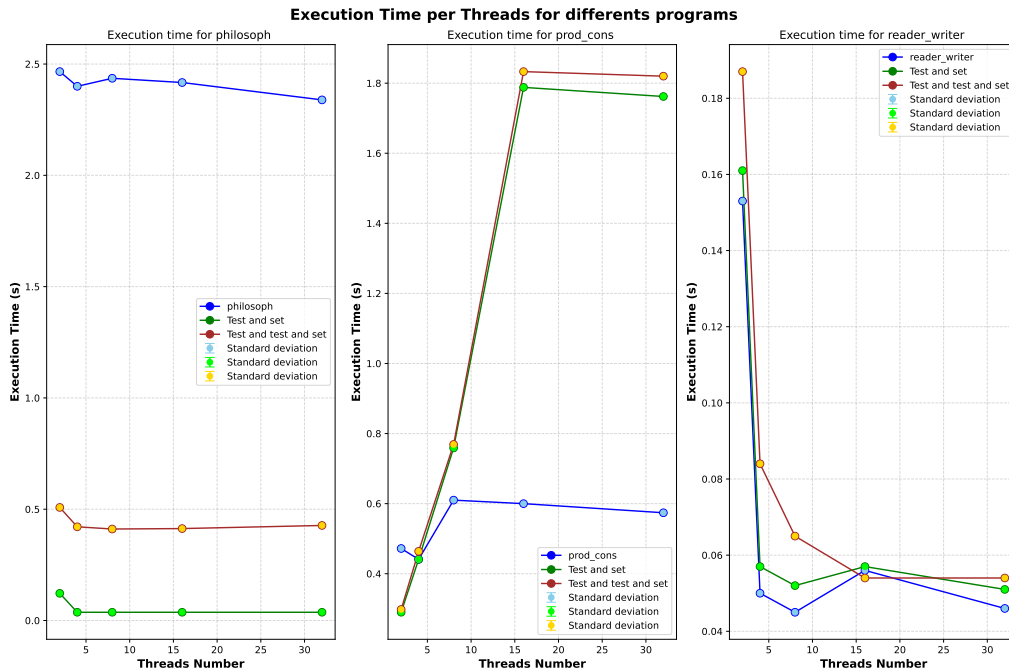 Execution Time per Threads for differents programs
Execution time for philosoph
2.5
2.0
1.5
1.0
0.5
0.0
Execution Time (s)
5
10
15
20
25
30
Threads Number
philosoph
Test and set
Test and test and set
Standard deviation
Standard deviation
Standard deviation
Execution time for prod_cons
1.8
1.6
1.4
1.2
1.0
0.8
0.6
0.4
Execution Time (s)
5
10
15
20
25
30
Threads Number
prod_cons
Test and set
Test and test and set
Standard deviation
Standard deviation
Standard deviation
Execution time for reader_writer
0.18
0.16
0.14
0.12
0.10
0.08
0.06
0.04
Execution Time (s)
5
10
15
20
25
30
Threads Number
reader_writer
Test and set
Test and test and set
Standard deviation
Standard deviation
Standard deviation